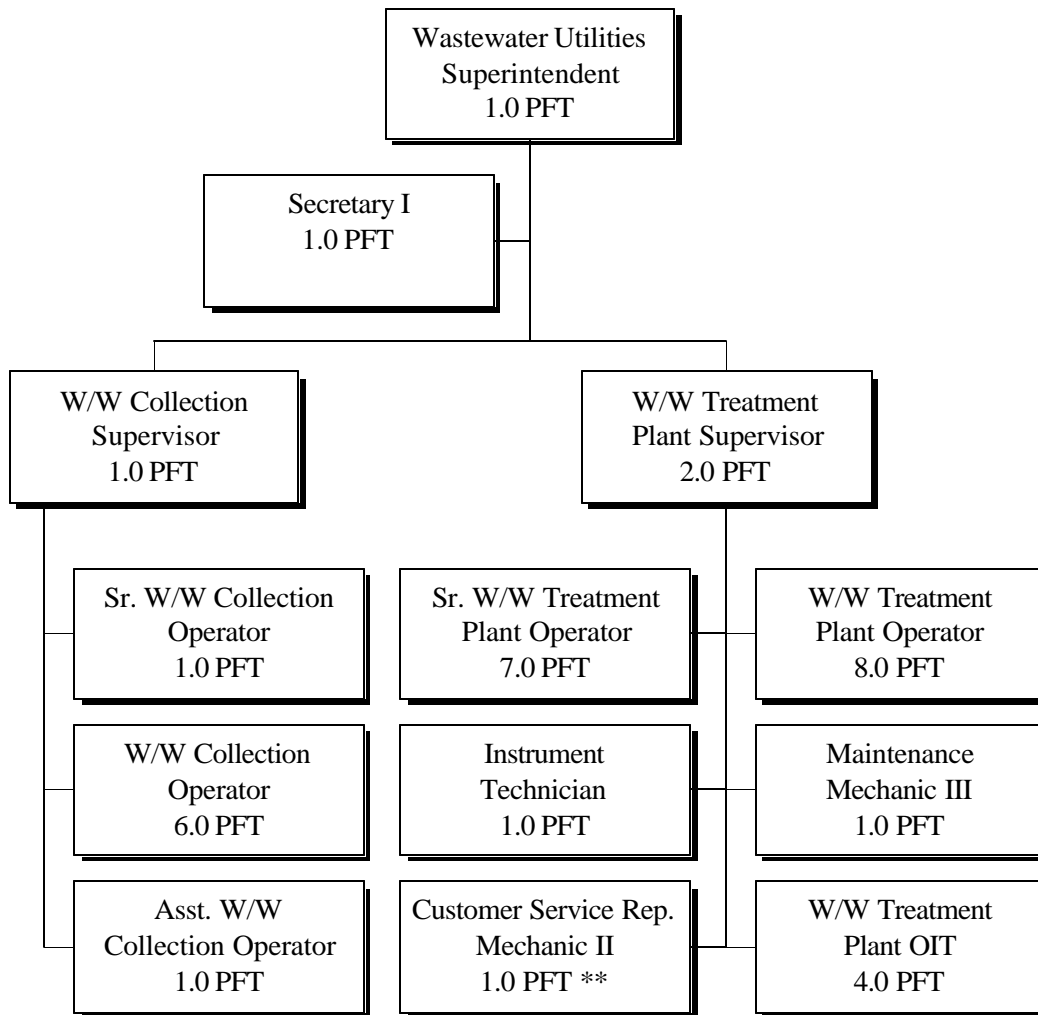 Wastewater Utilities
Superintendent
1.0 PFT
Secretary I
1.0 PFT
W/W Collection
Supervisor
1.0 PFT
W/W Treatment
Plant Supervisor
2.0 PFT
Sr. W/W Collection
Operator
1.0 PFT
Sr. W/W Treatment
Plant Operator
7.0 PFT
W/W Treatment
Plant Operator
8.0 PFT
W/W Collection
Operator
6.0 PFT
Instrument
Technician
1.0 PFT
Maintenance
Mechanic III
1.0 PFT
Asst. W/W
Collection Operator
1.0 PFT
Customer Service Rep.
Mechanic II
1.0 PFT **
W/W Treatment
Plant OIT
4.0 PFT